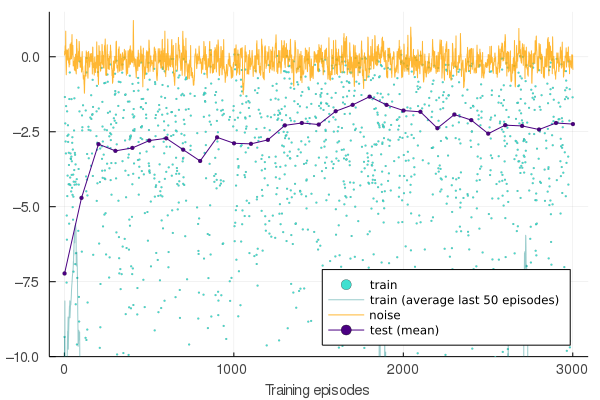 0.0
−2.5
−5.0
−7.5
−10.0
0
1000
2000
3000
Training episodes
train
train (average last 50 episodes)
noise
test (mean)